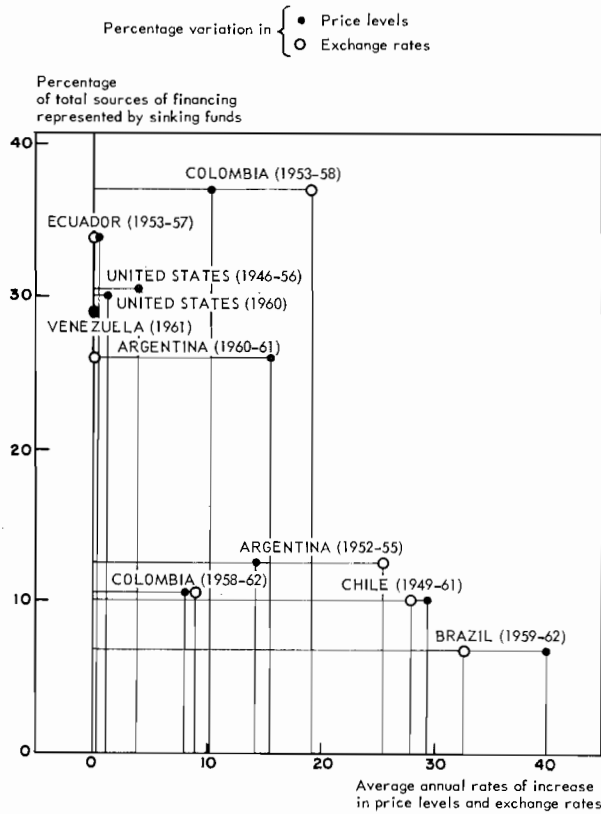 Percentage variation in { ● Price levels
○ Exchange rates
Percentage
of total sources of financing
represented by sinking funds
40
COLOMBIA (1953-58)
ECUADOR (1953-57)
UNITED STATES (1946-56)
30
UNITED STATES (1960)
VENEZUELA (1961)
ARGENTINA (1960-61)
20
ARGENTINA (1952-55)
COLOMBIA (1958-62)
CHILE (1949-61)
10
BRAZIL (1959-62)
0
0 10 20 30 40
Average annual rates of increase
in price levels and exchange rates